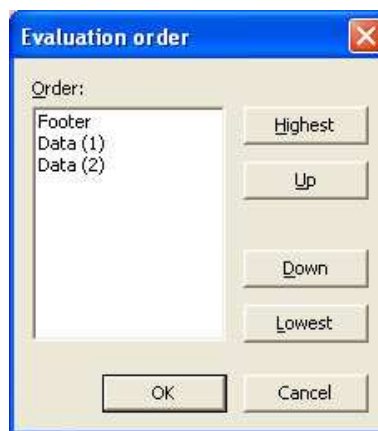 Evaluation order
Order:
Footer
Data (1)
Data (2)
Highest
Up
Down
Lowest
OK
Cancel